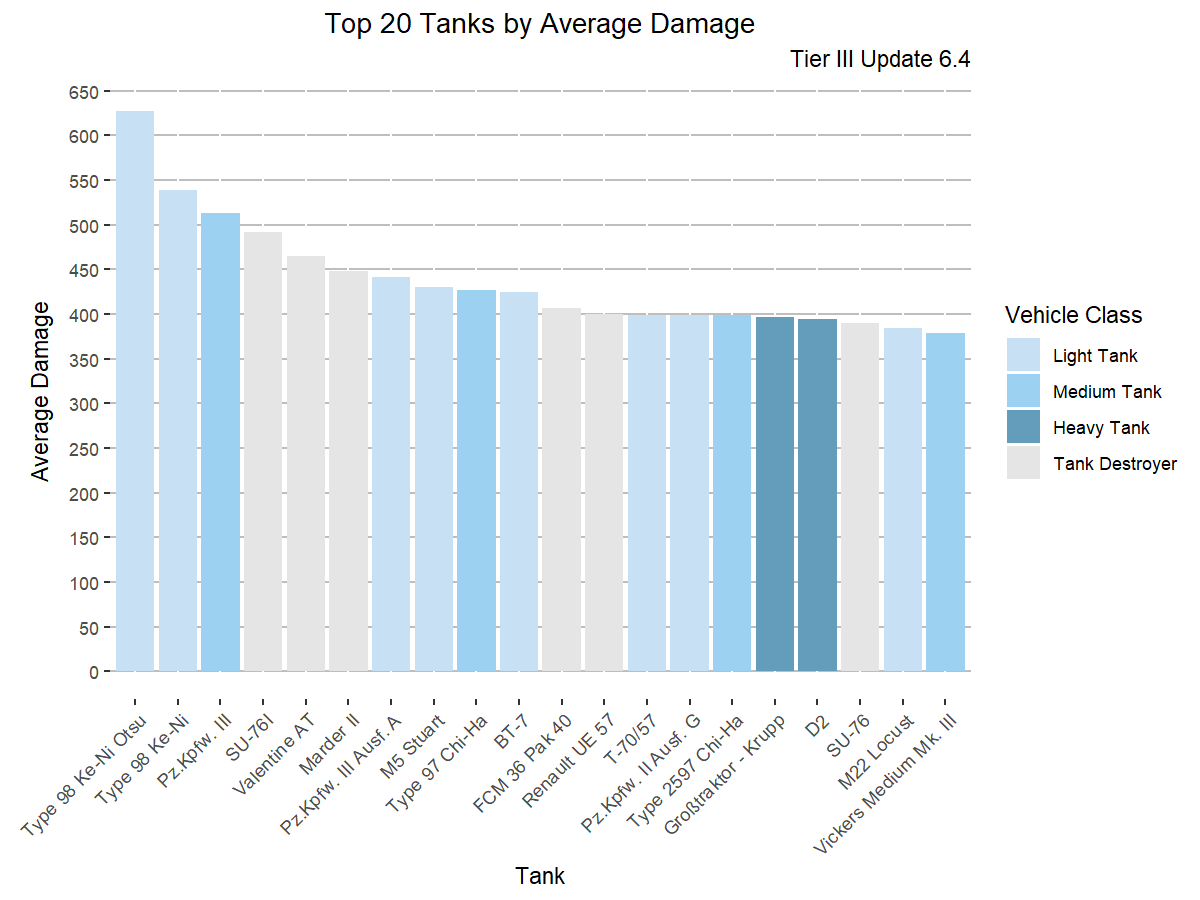 Top 20 Tanks by Average Damage
Tier III Update 6.4
650
600
550
500
450
400
350
300
250
200
150
100
50
0
Average Damage
Type 98 Ke-Ni Otsu
Type 98 Ke-Ni
Pz.Kpfw. III
SU-76I
Valentine AT
Marder II
Pz.Kpfw. III Ausf. A
M5 Stuart
Type 97 Chi-Ha
BT-7
FCM 36 Pak 40
Renault UE 57
T-70/57
Pz.Kpfw. II Ausf. G
Type 2597 Chi-Ha
Großtraktor - Krupp
D2
SU-76
M22 Locust
Vickers Medium Mk. III
Tank
Vehicle Class
Light Tank
Medium Tank
Heavy Tank
Tank Destroyer